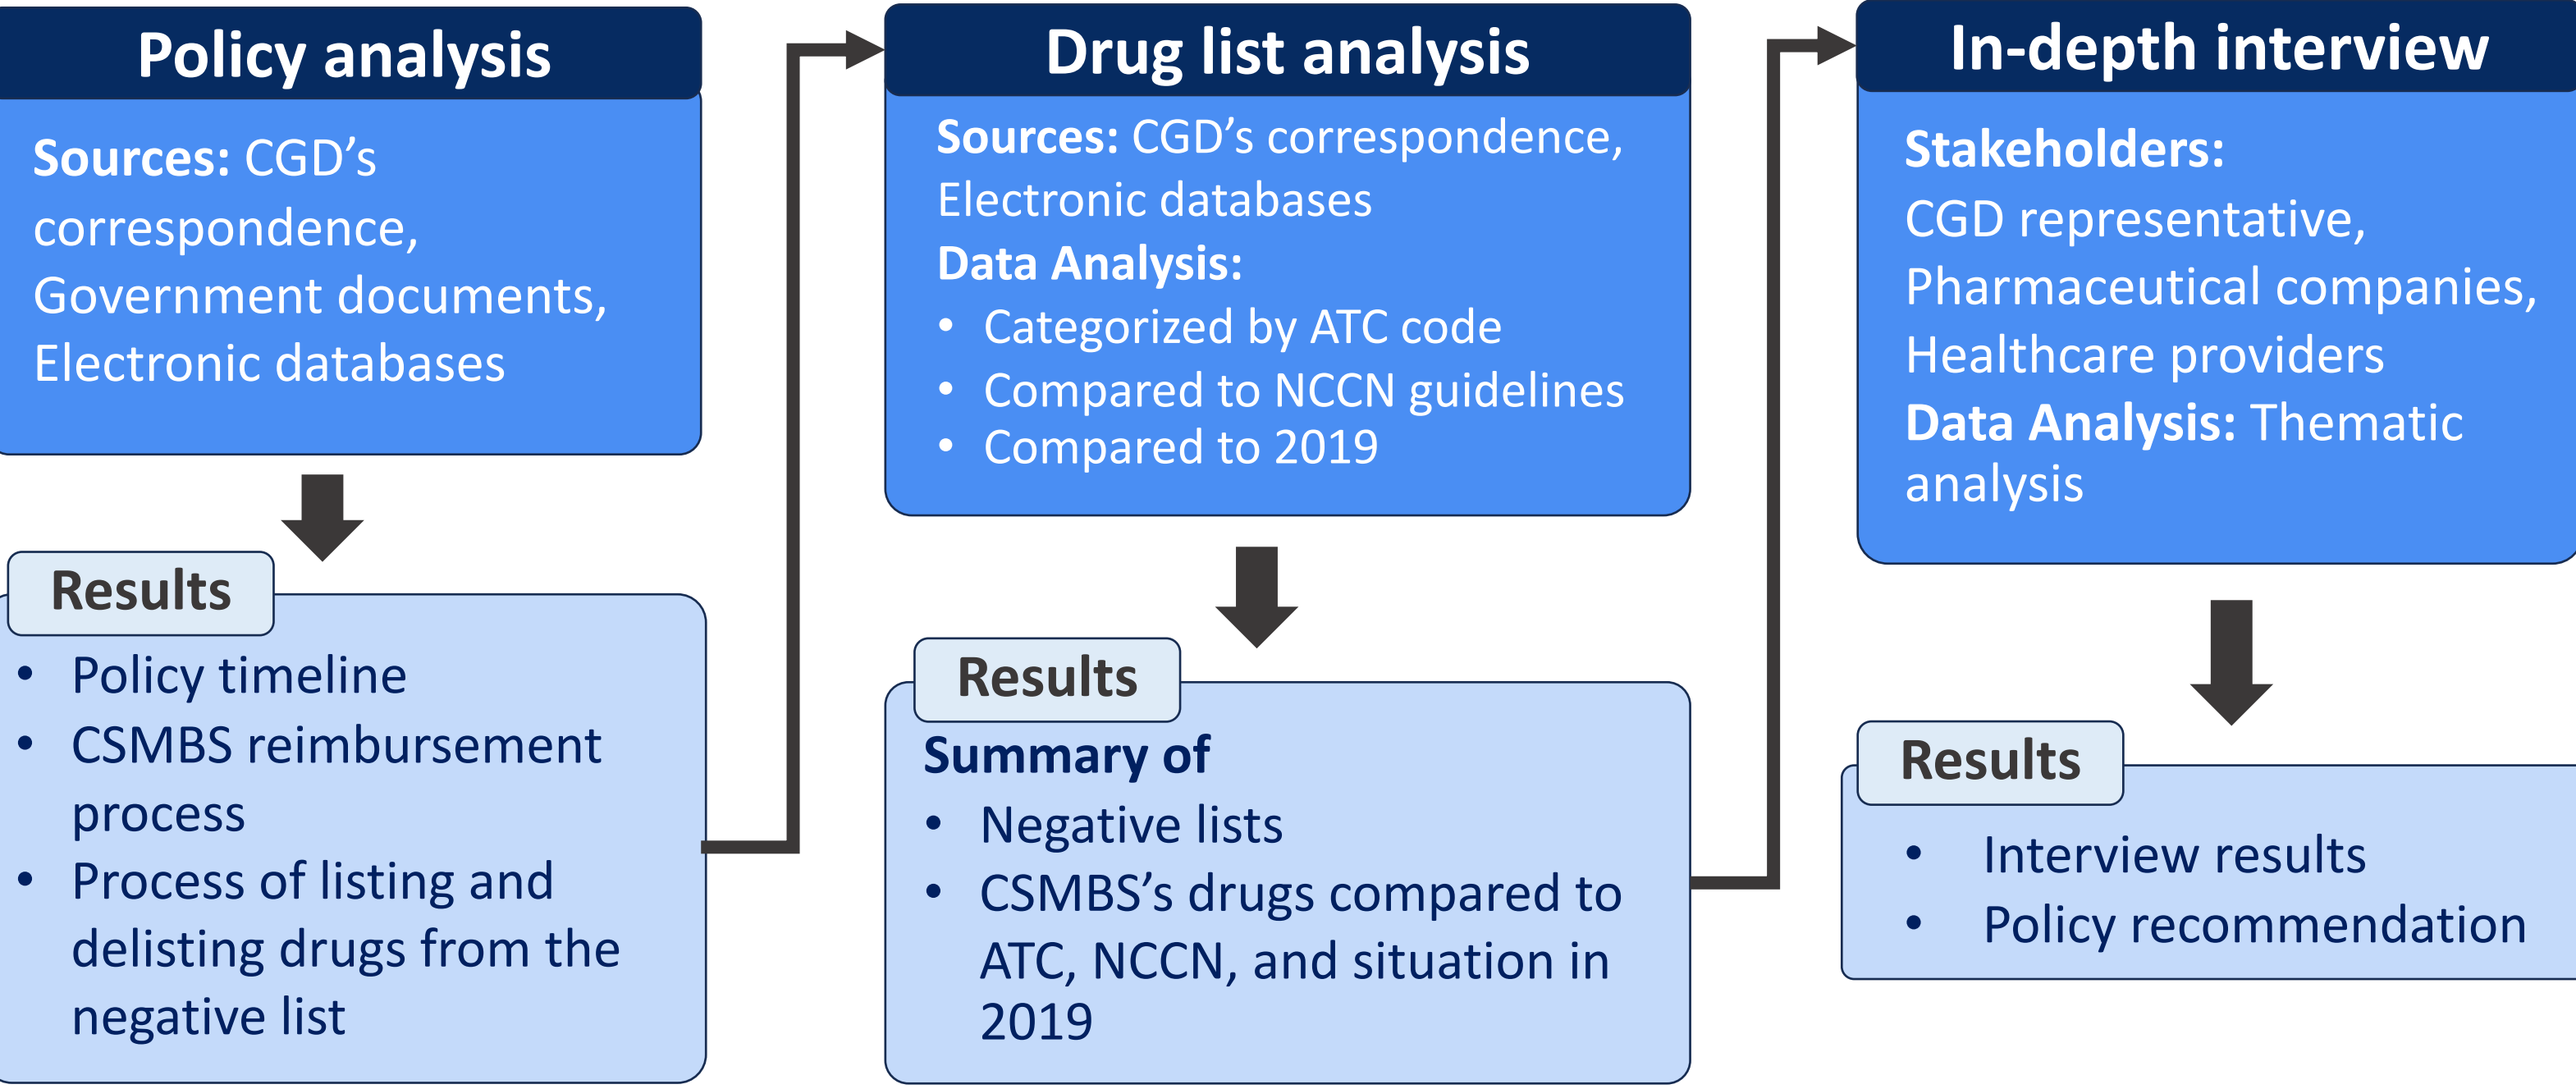 Policy analysis
Sources: CGD’s
correspondence,
Government documents,
Electronic databases
Results
• Policy timeline
• CSMBS reimbursement
process
• Process of listing and
delisting drugs from the
negative list
Drug list analysis
Sources: CGD’s correspondence,
Electronic databases
Data Analysis:
• Categorized by ATC code
• Compared to NCCN guidelines
• Compared to 2019
Results
Summary of
• Negative lists
• CSMBS’s drugs compared to
ATC, NCCN, and situation in
2019
In-depth interview
Stakeholders:
CGD representative,
Pharmaceutical companies,
Healthcare providers
Data Analysis: Thematic
analysis
Results
• Interview results
• Policy recommendation